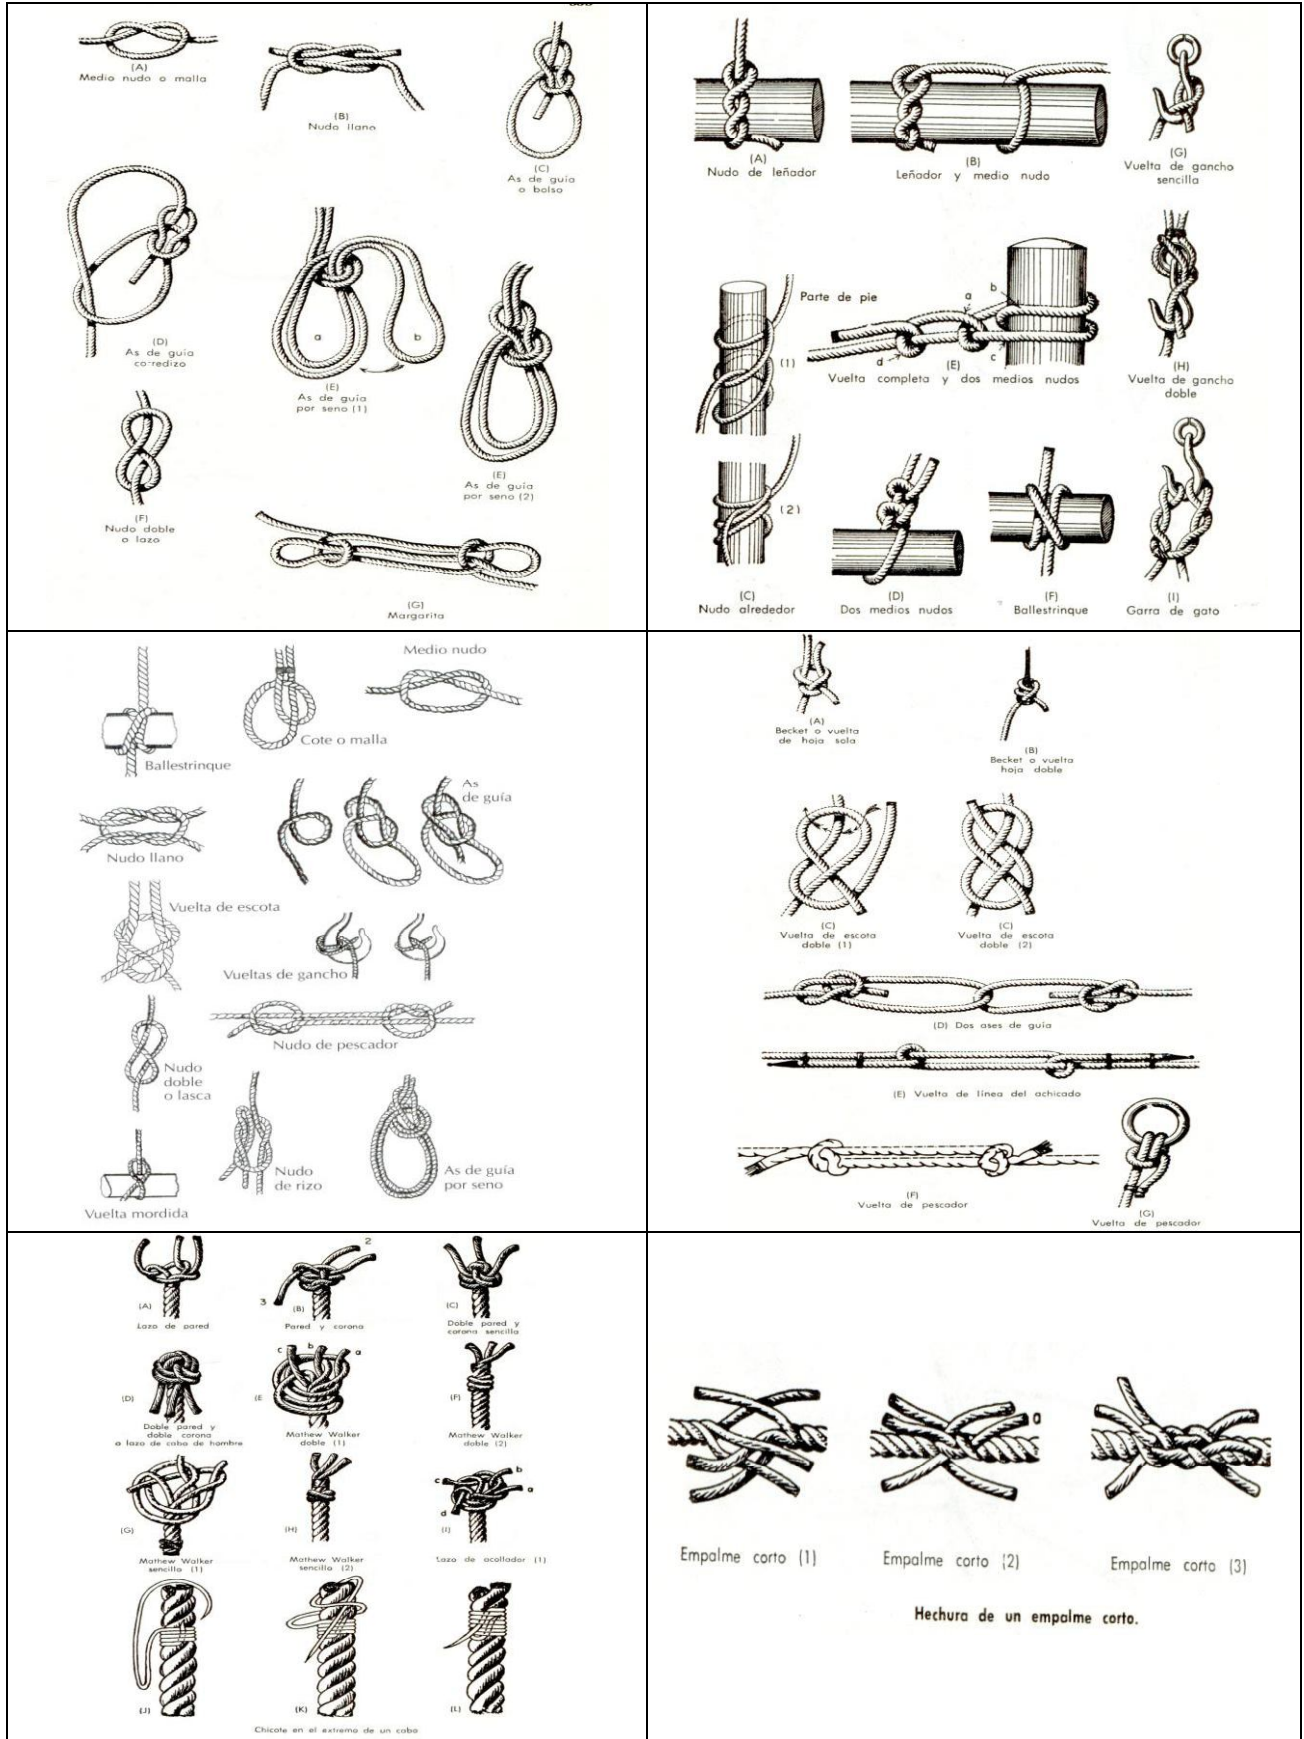 (A)
Medio nudo o malla
(B)
Nudo llano
(C)
As de guía
o bolso
(D)
As de guía
corredizo
a
b
(E)
As de guía
por seno (1)
(E)
As de guía
por seno (2)
(F)
Nudo doble
o lazo
(G)
Margarita
(A)
Nudo de leñador
(B)
Leñador y medio nudo
(G)
Vuelta de gancho
sencilla
Parte de pie
a
b
c
d
(1)
(E)
Vuelta completa y dos medios nudos
(H)
Vuelta de gancho
doble
(2)
(C)
Nudo alrededor
(D)
Dos medios nudos
(F)
Ballestrinque
(I)
Garra de gato
Medio nudo
Cote o malla
Ballestrinque
As
de guía
Nudo llano
Vuelta de escota
Vueltas de gancho
Nudo de pescador
Nudo
doble
o lasca
Nudo
de rizo
As de guía
por seno
Vuelta mordida
(A)
Becket o vuelta
de hoja sola
(B)
Becket o vuelta
hoja doble
(C)
Vuelta de escota
doble (1)
(C)
Vuelta de escota
doble (2)
(D) Dos ases de guía
(E) Vuelta de línea del achicado
(F)
Vuelta de pescador
(G)
Vuelta de pescador
(A)
Lazo de pared
2
3
(B)
Pared y corona
(C)
Doble pared y
corona sencilla
(D)
Doble pared y
doble corona
o lazo de cabo de hombre
c b a
(E
Mathew Walker
doble (1)
(F)
Mathew Walker
doble (2)
(G)
Mathew Walker
sencillo (1)
(H)
Mathew Walker
sencillo (2)
c b
a
d
(I)
Lazo de acollador (1)
(J)
(K)
(L)
Chicote en el extremo de un cabo
a
Empalme corto (1)
Empalme corto (2)
Empalme corto (3)
Hechura de un empalme corto.